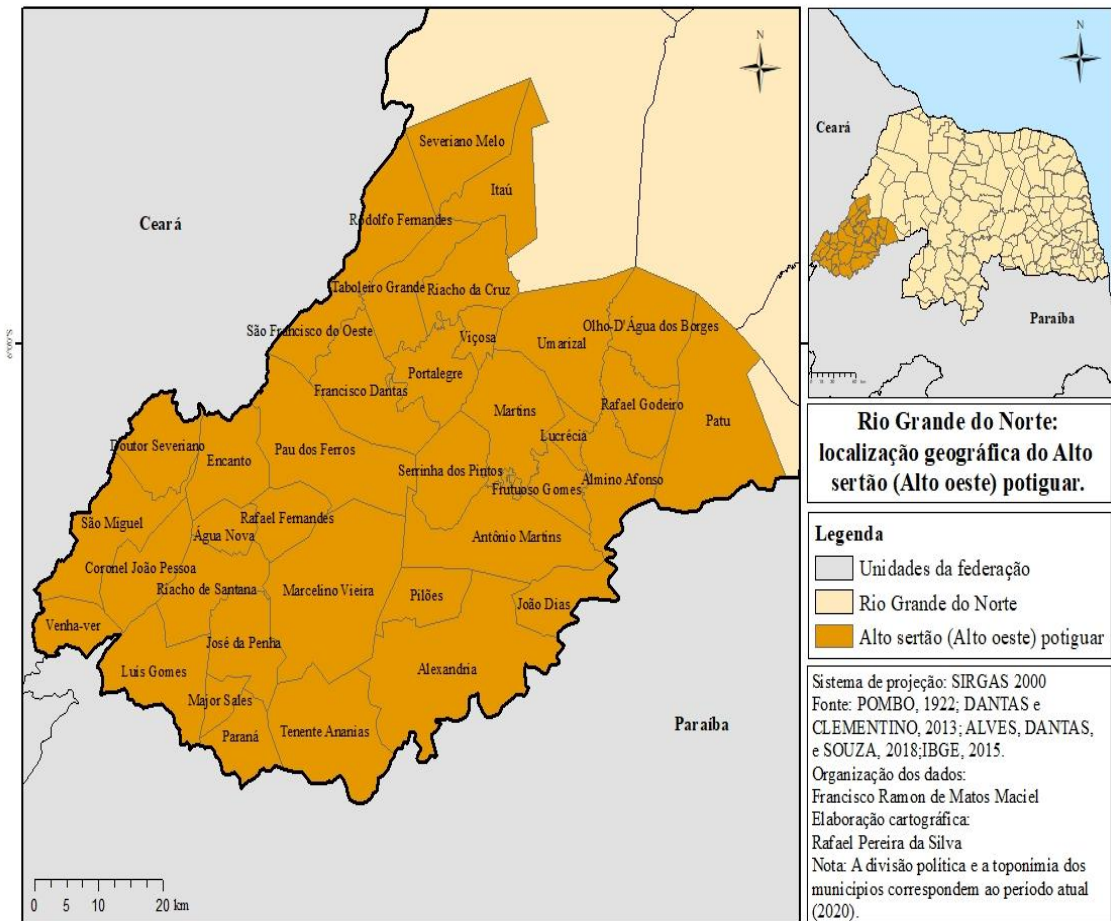 N
Severiano Melo
Itaú
Ceará
Rodolfo Fernandes
Taboleiro Grande
Riacho da Cruz
São Francisco do Oeste
Viçosa
Umarizal
Olho-D'Água dos Borges
6°0'0"S
Francisco Dantas
Portalegre
Martins
Rafael Godeiro
Patu
Doutor Severiano
Encanto
Pau dos Ferros
Lucrécia
Serrinha dos Pintos
Frutuoso Gomes
Almino Afonso
São Miguel
Rafael Fernandes
Água Nova
Antônio Martins
Coronel João Pessoa
Riacho de Santana
Marcelino Vieira
Pilões
João Dias
Venha-ver
José da Penha
Luís Gomes
Alexandria
Major Sales
Paraná
Tenente Ananias
Paraíba
0 5 10 20 km
N
Ceará
Paraíba
Rio Grande do Norte:
localização geográfica do Alto
sertão (Alto oeste) potiguar.
Legenda
Unidades da federação
Rio Grande do Norte
Alto sertão (Alto oeste) potiguar
Sistema de projeção: SIRGAS 2000
Fonte: POMBO, 1922; DANTAS e
CLEMENTINO, 2013; ALVES, DANTAS,
e SOUZA, 2018;IBGE, 2015.
Organização dos dados:
Francisco Ramon de Matos Maciel
Elaboração cartográfica:
Rafael Pereira da Silva
Nota: A divisão política e a toponímia dos
municípios correspondem ao período atual
(2020).